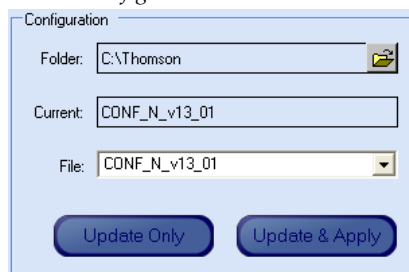 Configuration
Folder: C:\Thomson
Current: CONF_N_v13_01
File: CONF_N_v13_01
Update Only Update & Apply